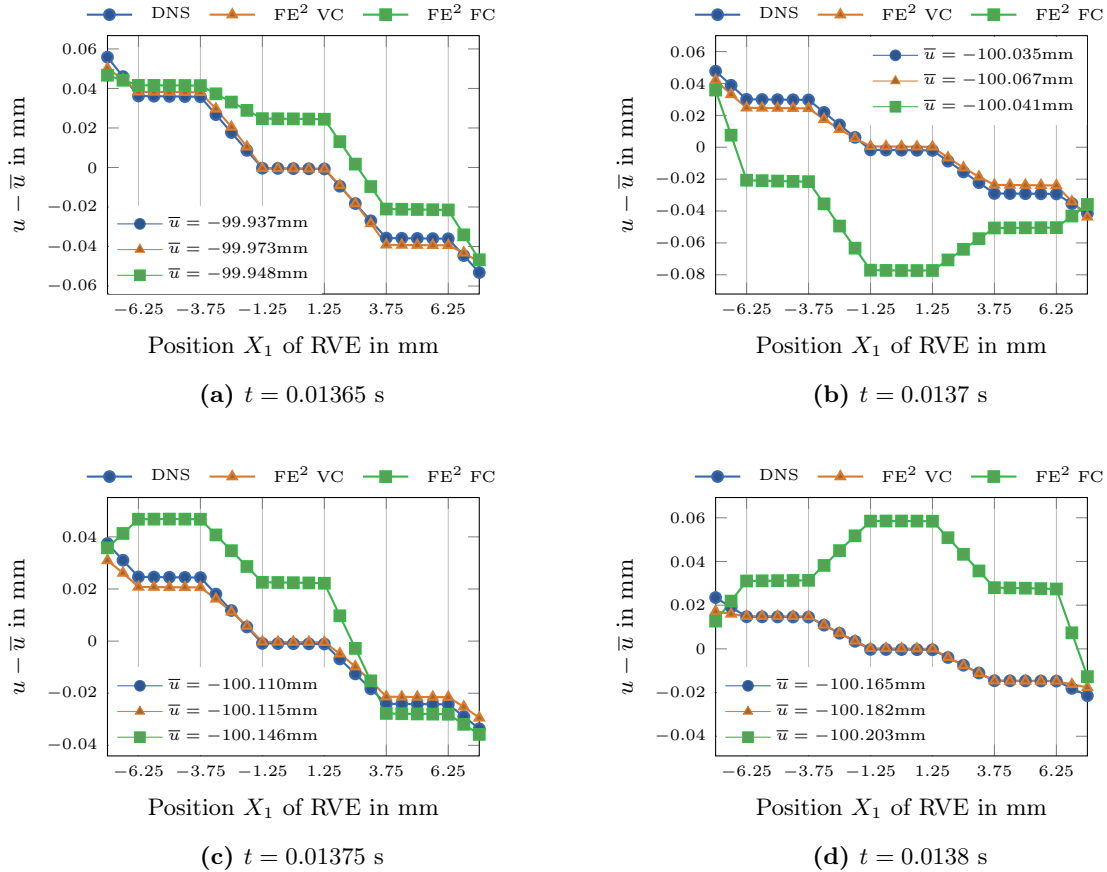 DNS FE² VC FE² FC
0.06
0.04
0.02
0
−0.02
−0.04
−0.06
u − u̅ in mm
u̅ = −99.937mm
u̅ = −99.973mm
u̅ = −99.948mm
−6.25 −3.75 −1.25 1.25 3.75 6.25
Position X₁ of RVE in mm
(a) t = 0.01365 s
DNS FE² VC FE² FC
0.06
0.04
0.02
0
−0.02
−0.04
−0.06
−0.08
u − u̅ in mm
u̅ = −100.035mm
u̅ = −100.067mm
u̅ = −100.041mm
−6.25 −3.75 −1.25 1.25 3.75 6.25
Position X₁ of RVE in mm
(b) t = 0.0137 s
DNS FE² VC FE² FC
0.04
0.02
0
−0.02
−0.04
u − u̅ in mm
u̅ = −100.110mm
u̅ = −100.115mm
u̅ = −100.146mm
−6.25 −3.75 −1.25 1.25 3.75 6.25
Position X₁ of RVE in mm
(c) t = 0.01375 s
DNS FE² VC FE² FC
0.06
0.04
0.02
0
−0.02
−0.04
u − u̅ in mm
u̅ = −100.165mm
u̅ = −100.182mm
u̅ = −100.203mm
−6.25 −3.75 −1.25 1.25 3.75 6.25
Position X₁ of RVE in mm
(d) t = 0.0138 s